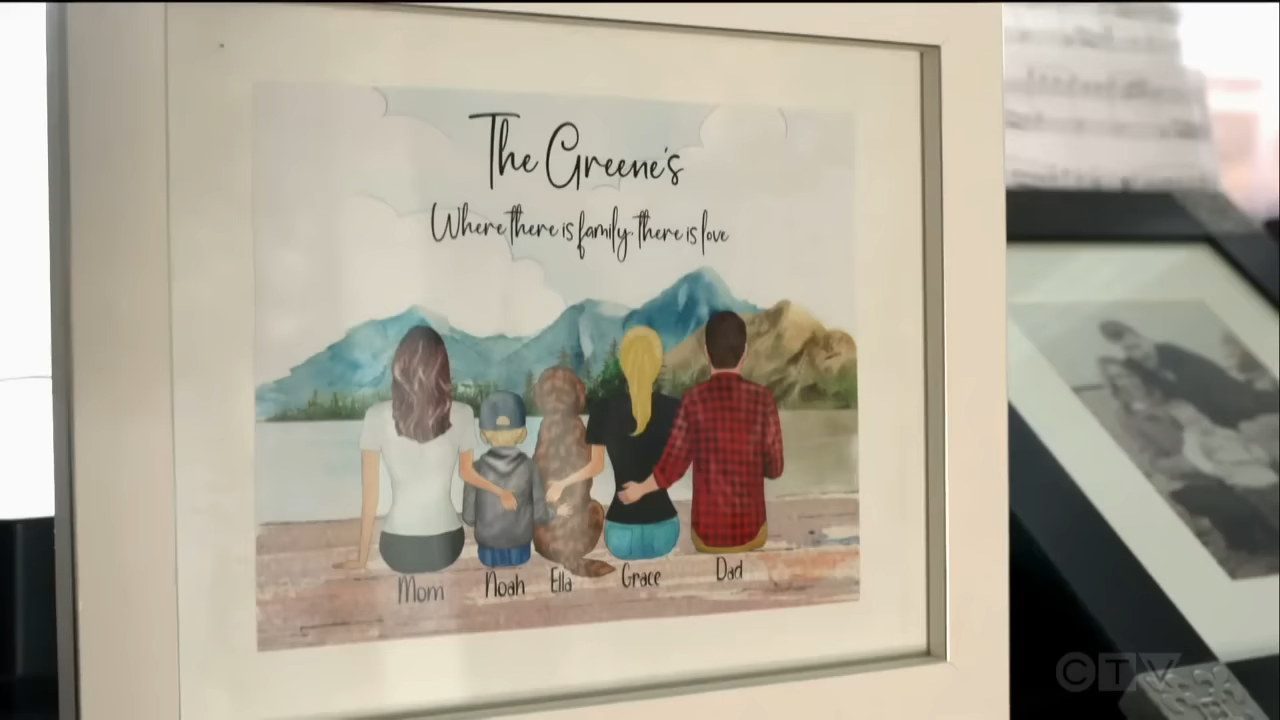 The Greene's
Where there is family, there is love
Mom Noah Ella Grace Dad
CTV